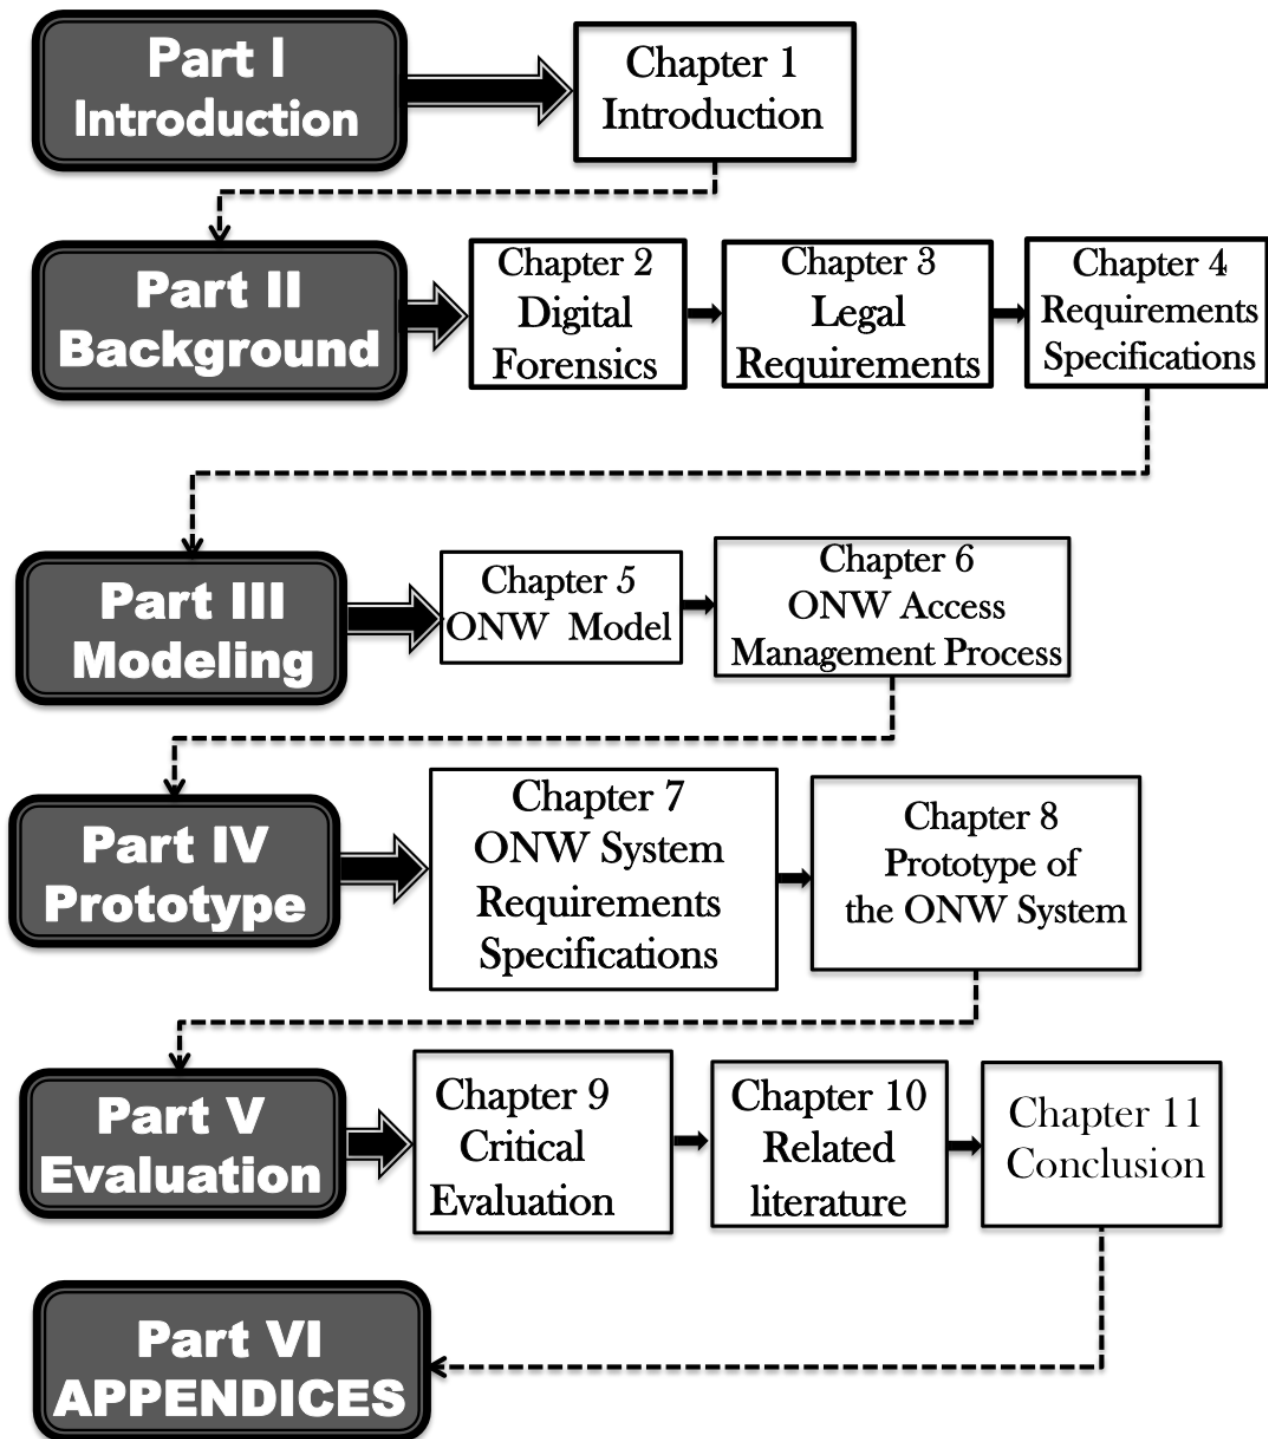 Part I
Introduction
Chapter 1
Introduction
Part II
Background
Chapter 2
Digital
Forensics
Chapter 3
Legal
Requirements
Chapter 4
Requirements
Specifications
Part III
Modeling
Chapter 5
ONW Model
Chapter 6
ONW Access
Management Process
Part IV
Prototype
Chapter 7
ONW System
Requirements
Specifications
Chapter 8
Prototype of
the ONW System
Part V
Evaluation
Chapter 9
Critical
Evaluation
Chapter 10
Related
literature
Chapter 11
Conclusion
Part VI
APPENDICES